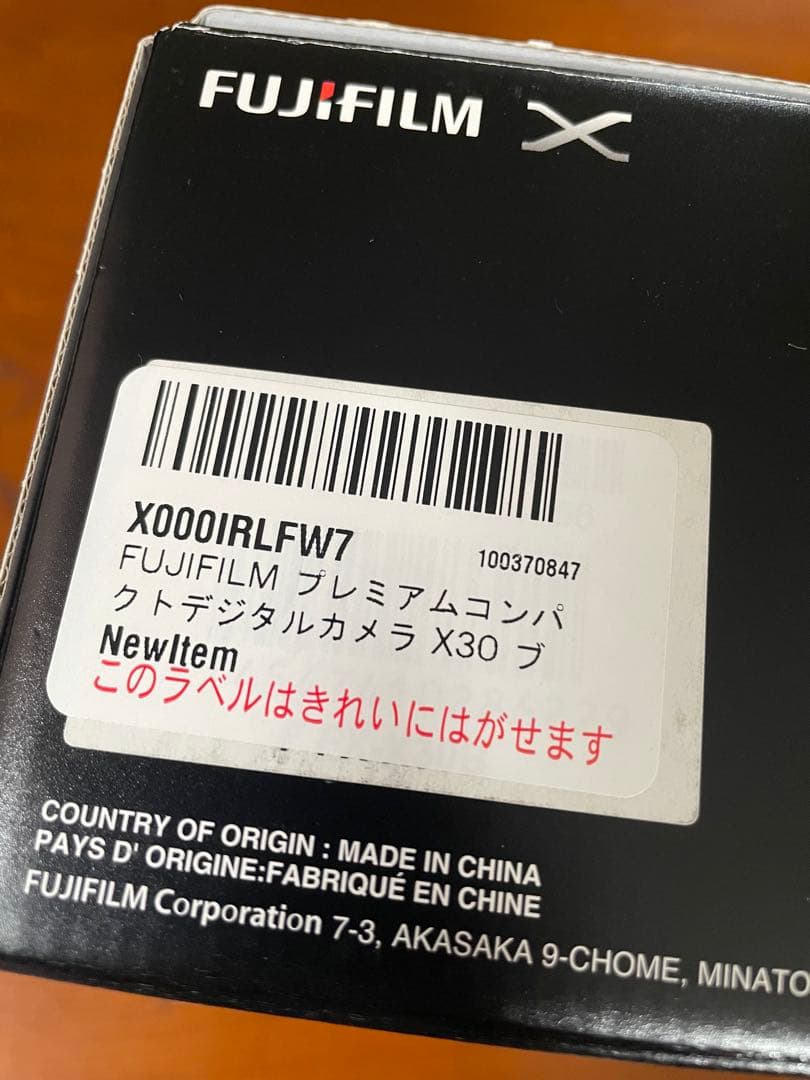 FUJIFILM X
X000IRLFW7
100370847
FUJIFILM プレミアムコンパ
クトデジタルカメラ X30 ブ
NewItem
このラベルはきれいにはがせます
COUNTRY OF ORIGIN : MADE IN CHINA
PAYS D' ORIGINE:FABRIQUÉ EN CHINE
FUJIFILM Corporation 7-3, AKASAKA 9-CHOME, MINATO